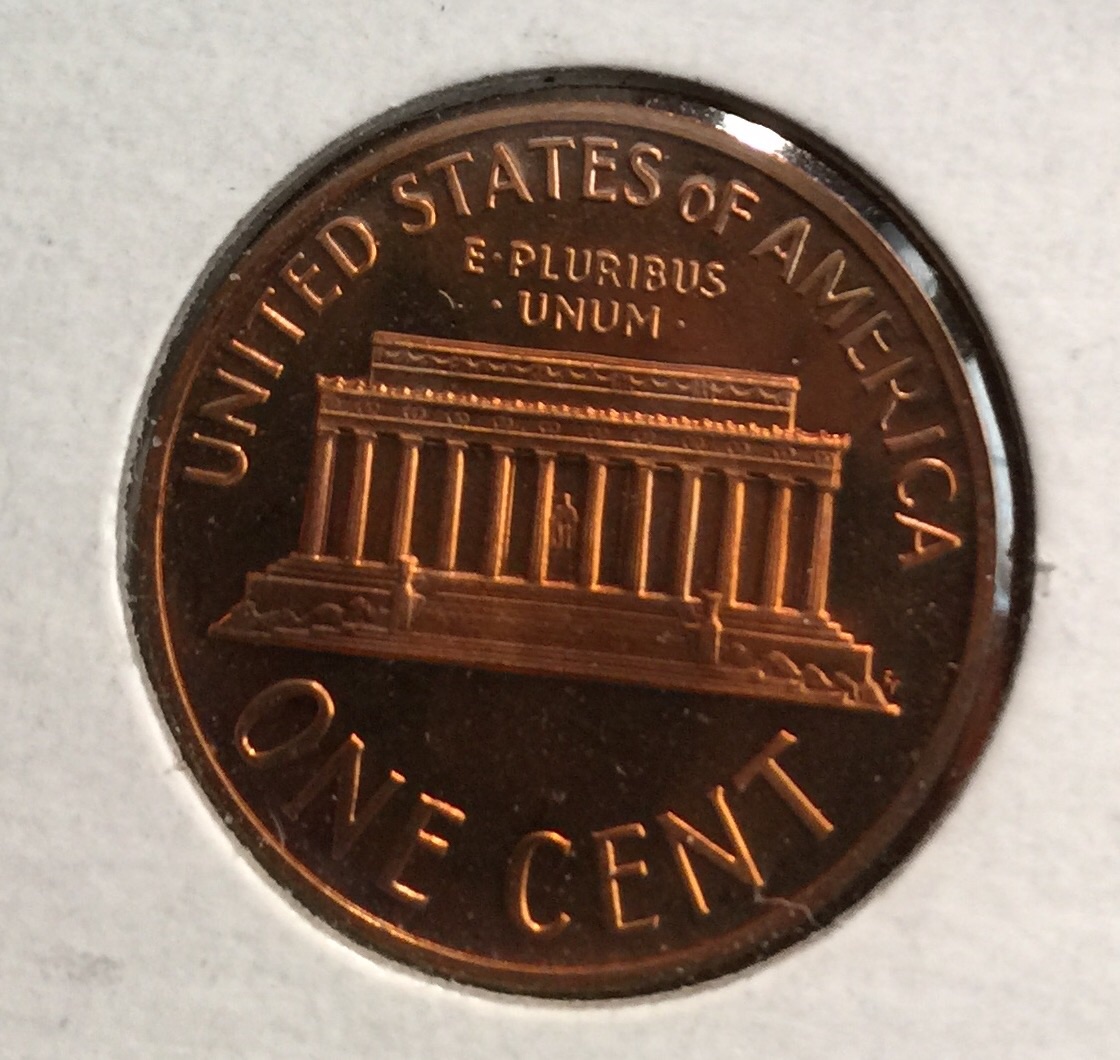 UNITED STATES OF AMERICA
E·PLURIBUS
·UNUM·
ONE CENT